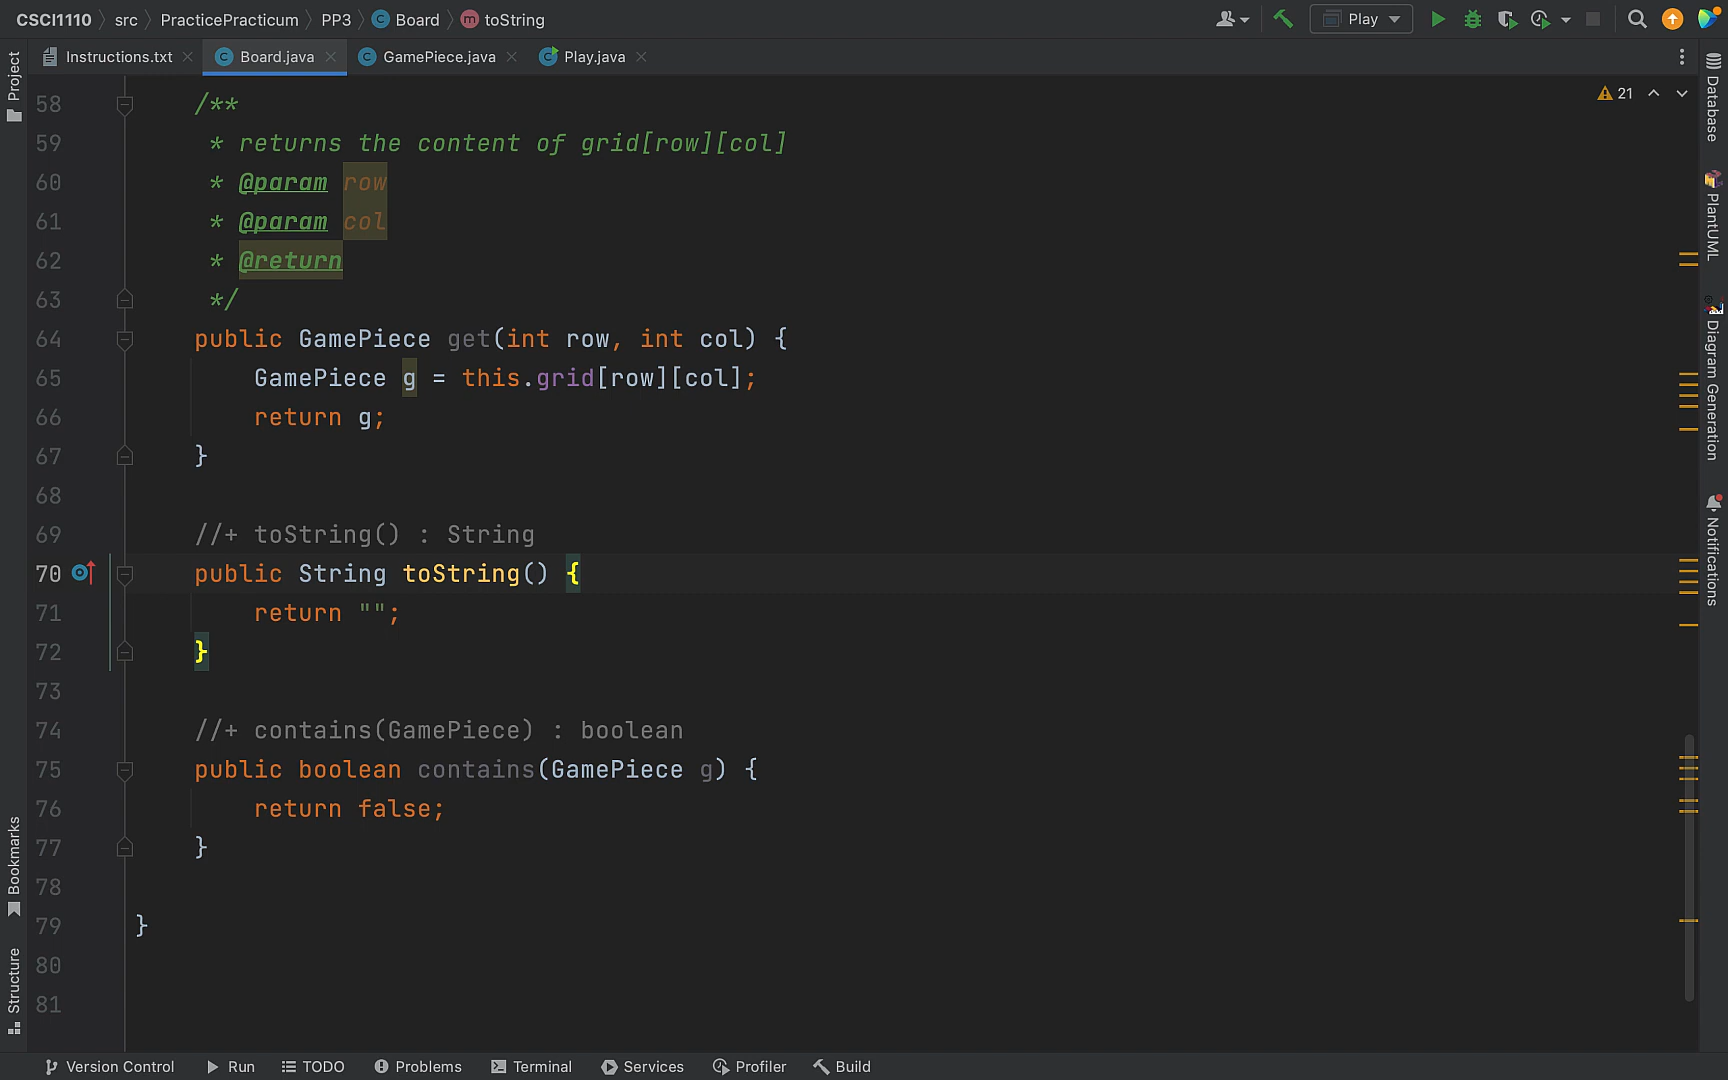 CSCI1110 src PracticePracticum PP3 Board toString
Play
Instructions.txt Board.java GamePiece.java Play.java
21
58 /**
59 * returns the content of grid[row][col]
60 * @param row
61 * @param col
62 * @return
63 */
64 public GamePiece get(int row, int col) {
65 GamePiece g = this.grid[row][col];
66 return g;
67 }
68
69 //+ toString() : String
70 public String toString() {
71 return "";
72 }
73
74 //+ contains(GamePiece) : boolean
75 public boolean contains(GamePiece g) {
76 return false;
77 }
78
79 }
80
81
Project
Bookmarks
Structure
Database
PlantUML
Diagram Generation
Notifications
Version Control Run TODO Problems Terminal Services Profiler Build